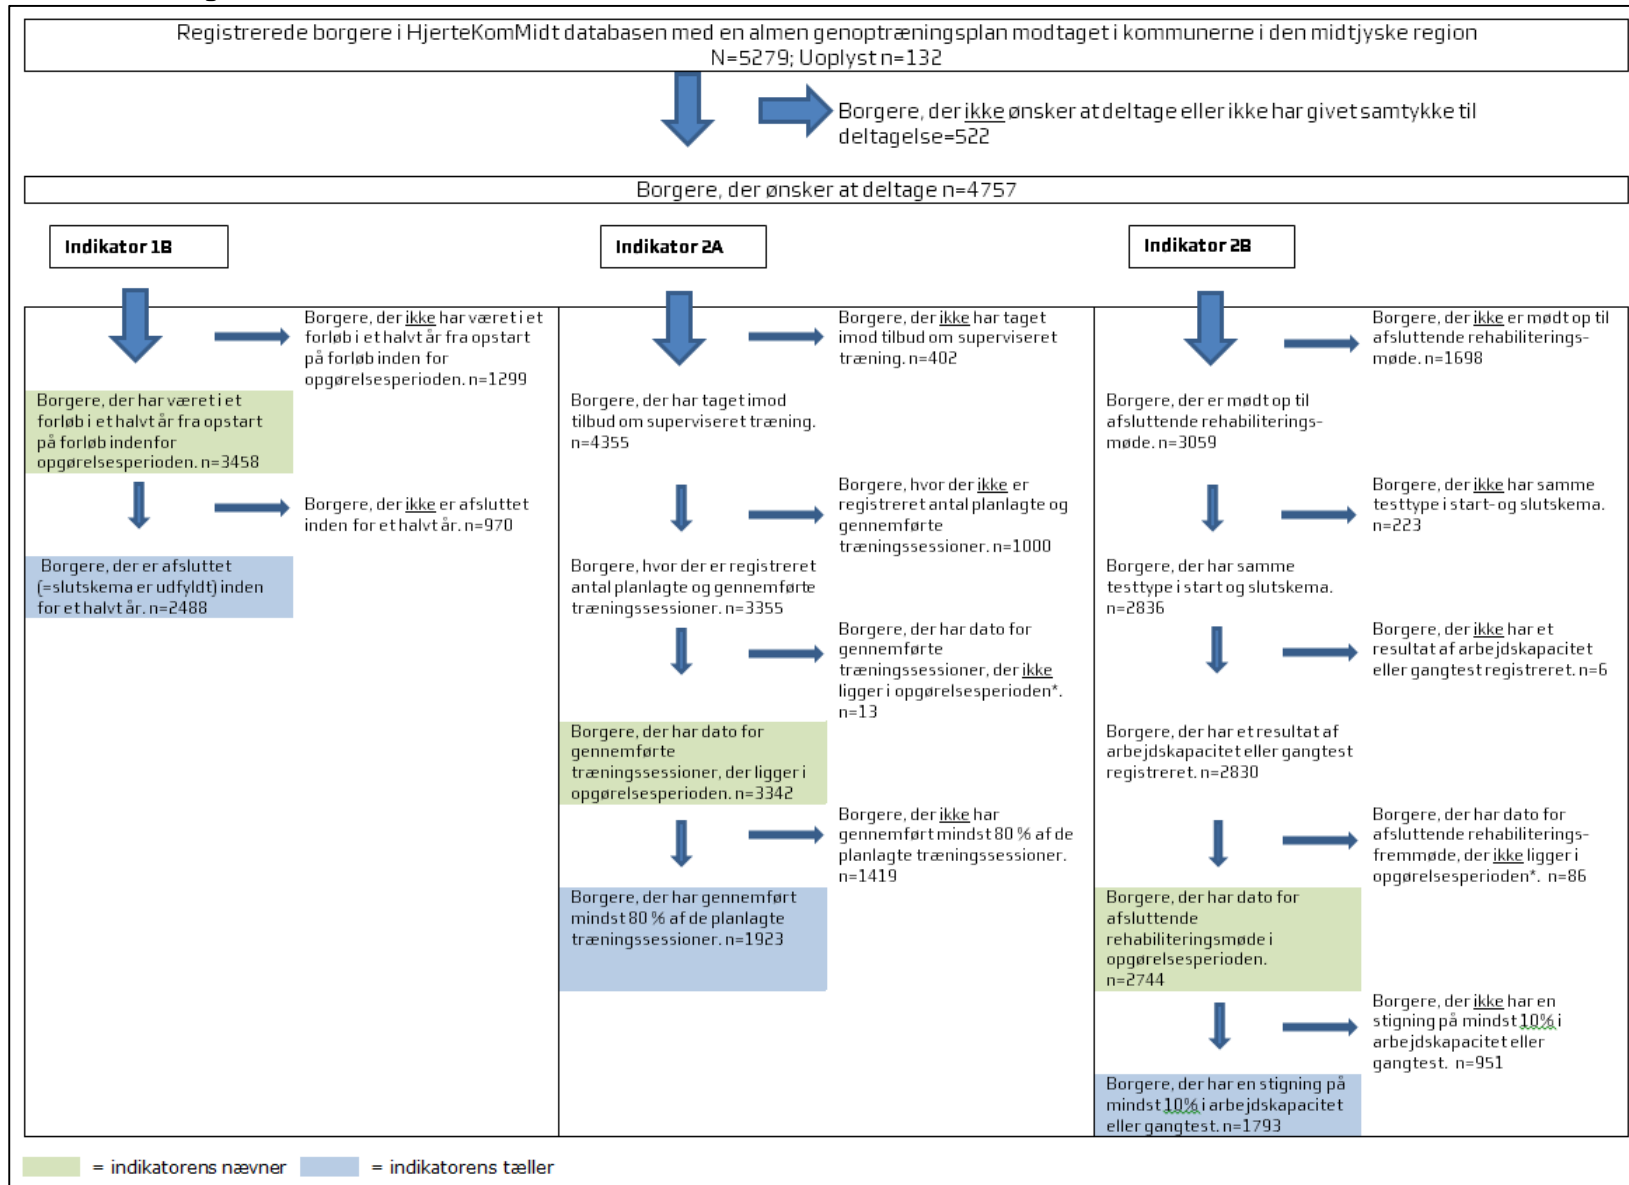 Registrerede borgere i HjerteKomMidt databasen med en almen genoptræningsplan modtaget i kommunerne i den midtjyske region
N=5279; Uoplyst n=132
Borgere, der ikke ønsker at deltage eller ikke har givet samtykke til
deltagelse=522
Borgere, der ønsker at deltage n=4757
Indikator 1B
Borgere, der ikke har været i et
forløb i et halvt år fra opstart
på forløb inden for
opgørelsesperioden. n=1299
Borgere, der har været i et
forløb i et halvt år fra opstart
på forløb indenfor
opgørelsesperioden. n=3458
Borgere, der ikke er afsluttet
inden for et halvt år. n=970
Borgere, der er afsluttet
(=slutskema er udfyldt) inden
for et halvt år. n=2488
Indikator 2A
Borgere, der ikke har taget
imod tilbud om superviseret
træning. n=402
Borgere, der har taget imod
tilbud om superviseret træning.
n=4355
Borgere, hvor der ikke er
registreret antal planlagte og
gennemførte
træningssessioner. n=1000
Borgere, hvor der er registreret
antal planlagte og gennemførte
træningssessioner. n=3355
Borgere, der har dato for
gennemførte
træningssessioner, der ikke
ligger i opgørelsesperioden*.
n=13
Borgere, der har dato for
gennemførte
træningssessioner, der ligger i
opgørelsesperioden. n=3342
Borgere, der ikke har
gennemført mindst 80 % af de
planlagte træningssessioner.
n=1419
Borgere, der har gennemført
mindst 80 % af de planlagte
træningssessioner. n=1923
Indikator 2B
Borgere, der ikke er mødt op til
afsluttende rehabiliterings-
møde. n=1698
Borgere, der er mødt op til
afsluttende rehabiliterings-
møde. n=3059
Borgere, der ikke har samme
testtype i start- og slutskema.
n=223
Borgere, der har samme
testtype i start og slutskema.
n=2836
Borgere, der ikke har et
resultat af arbejdskapacitet
eller gangtest registreret. n=6
Borgere, der har et resultat af
arbejdskapacitet eller gangtest
registreret. n=2830
Borgere, der har dato for
afsluttende rehabiliterings-
fremmøde, der ikke ligger i
opgørelsesperioden*. n=86
Borgere, der har dato for
afsluttende
rehabiliteringsmøde i
opgørelsesperioden.
n=2744
Borgere, der ikke har en
stigning på mindst 10% i
arbejdskapacitet eller
gangtest. n=951
Borgere, der har en stigning på
mindst 10% i arbejdskapacitet
eller gangtest. n=1793
= indikatorens nævner
= indikatorens tæller